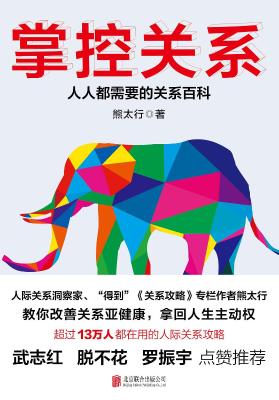 掌控关系
人人都需要的关系百科
熊太行◎著
人际关系洞察家、“得到”《关系攻略》专栏作者熊太行
教你改善关系亚健康，拿回人生主动权
超过13万人都在用的人际关系攻略
武志红 脱不花 罗振宇 点赞推荐
北京联合出版公司